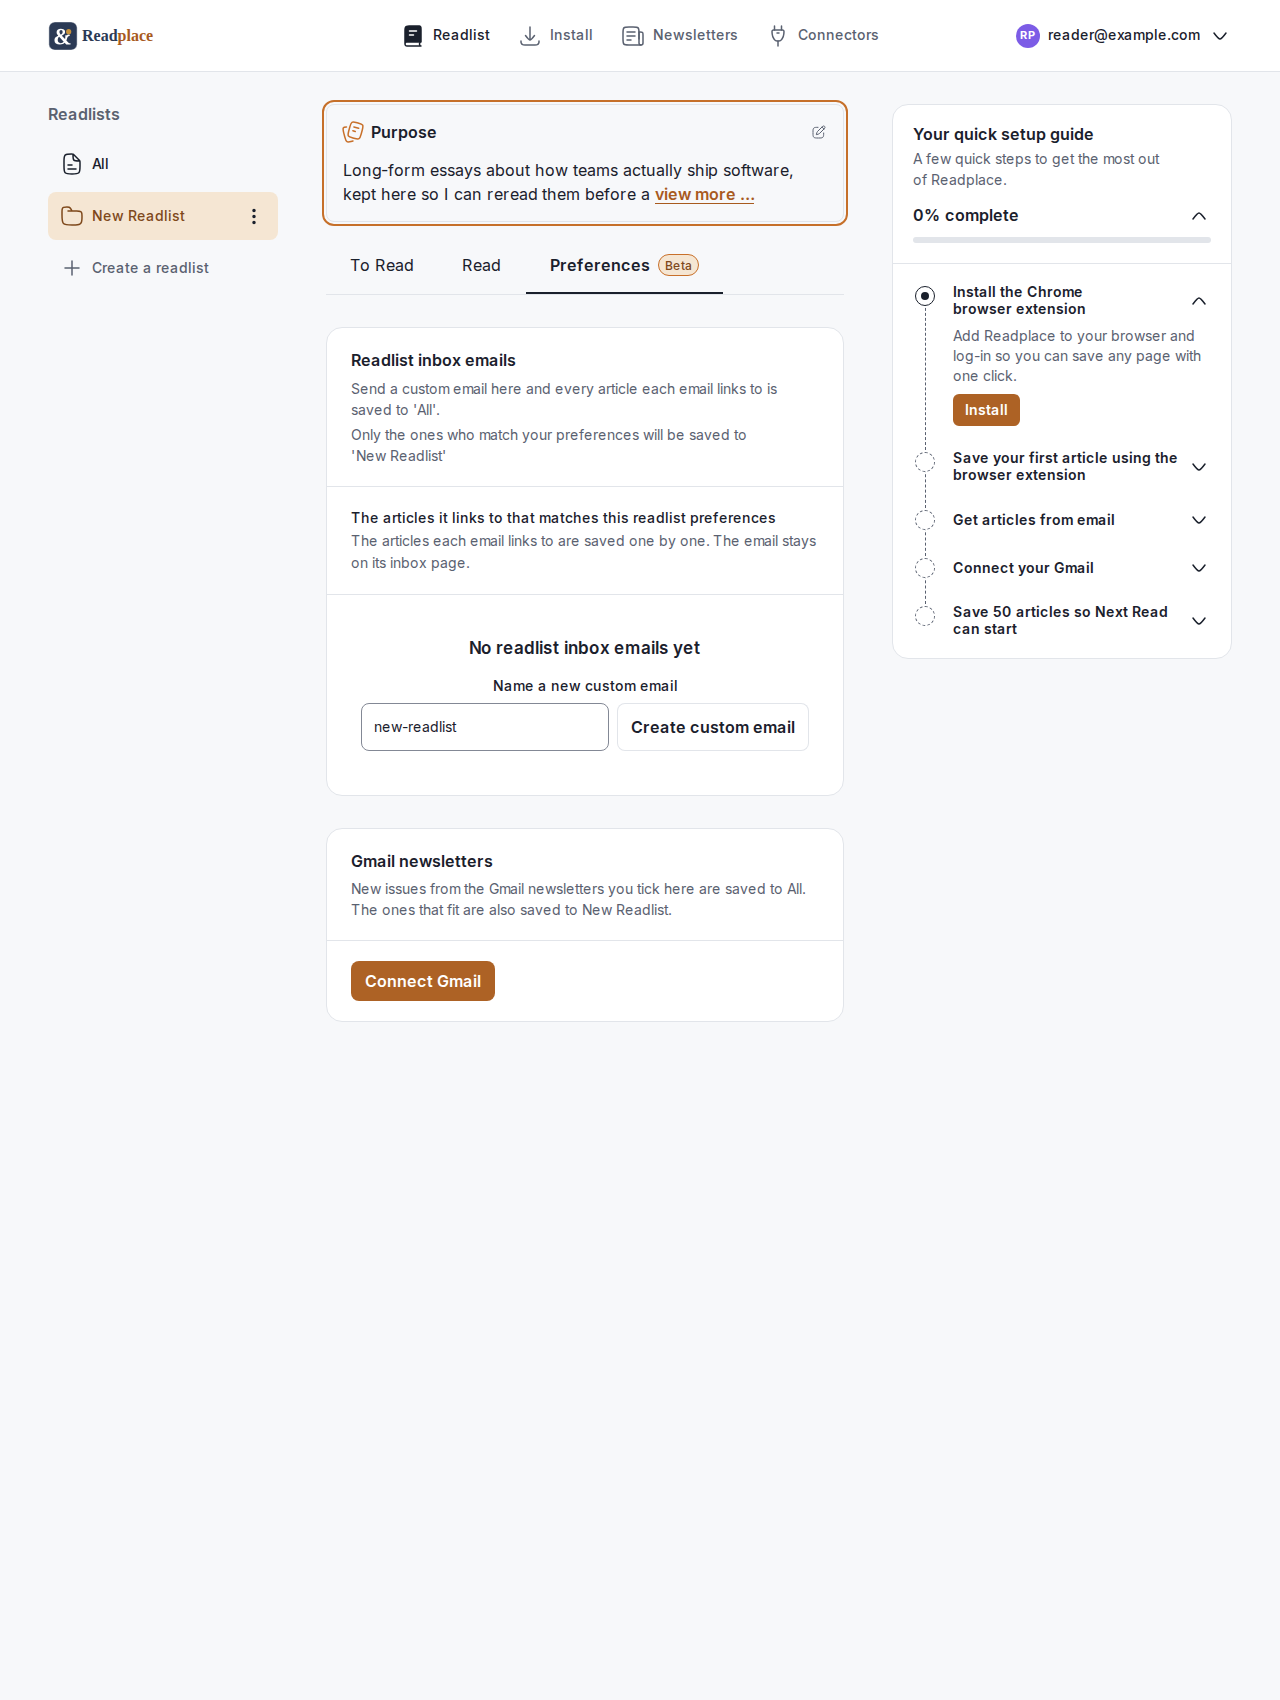 & Readplace
Readlist
Install
Newsletters
Connectors
RP
reader@example.com
Readlists
All
New Readlist
Create a readlist
Purpose
Long-form essays about how teams actually ship software,
kept here so I can reread them before a view more ...
To Read
Read
Preferences
Beta
Readlist inbox emails
Send a custom email here and every article each email links to is
saved to 'All'.
Only the ones who match your preferences will be saved to
'New Readlist'
The articles it links to that matches this readlist preferences
The articles each email links to are saved one by one. The email stays
on its inbox page.
No readlist inbox emails yet
Name a new custom email
new-readlist
Create custom email
Gmail newsletters
New issues from the Gmail newsletters you tick here are saved to All.
The ones that fit are also saved to New Readlist.
Connect Gmail
Your quick setup guide
A few quick steps to get the most out
of Readplace.
0% complete
Install the Chrome
browser extension
Add Readplace to your browser and
log-in so you can save any page with
one click.
Install
Save your first article using the
browser extension
Get articles from email
Connect your Gmail
Save 50 articles so Next Read
can start